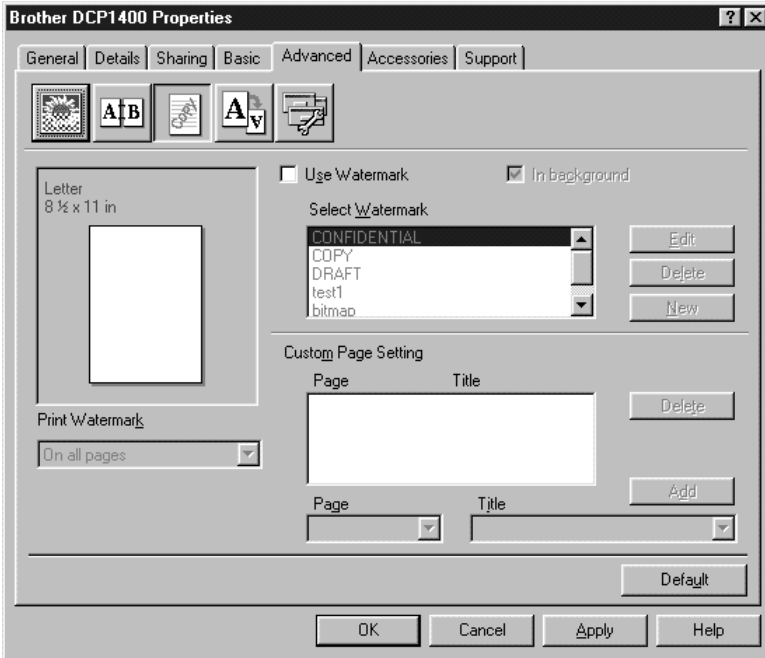 Brother DCP1400 Properties
General Details Sharing Basic Advanced Accessories Support
A B Copy A A
Letter
8 ½ x 11 in
Use Watermark In background
Select Watermark
CONFIDENTIAL
COPY
DRAFT
test1
bitmap
Edit
Delete
New
Custom Page Setting
Page Title
Delete
Print Watermark
On all pages
Add
Page Title
Default
OK Cancel Apply Help